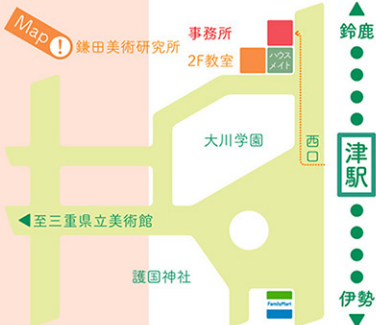 Map!
鎌田美術研究所
事務所
2F教室
ハウス
メイト
鈴鹿
大川学園
西口
津駅
至三重県立美術館
護国神社
FamilyMart
伊勢